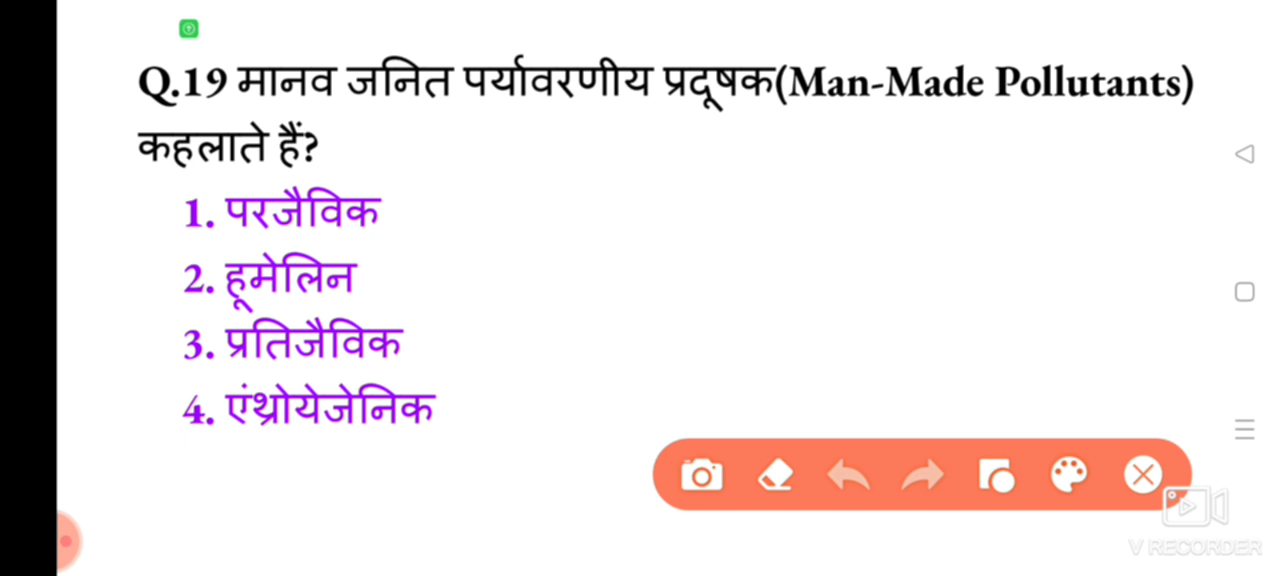 Q.19 मानव जनित पर्यावरणीय प्रदूषक(Man-Made Pollutants)
कहलाते हैं?
1. परजैविक
2. हूमेलिन
3. प्रतिजैविक
4. एंथ्रोयेजेनिक
V RECORDER